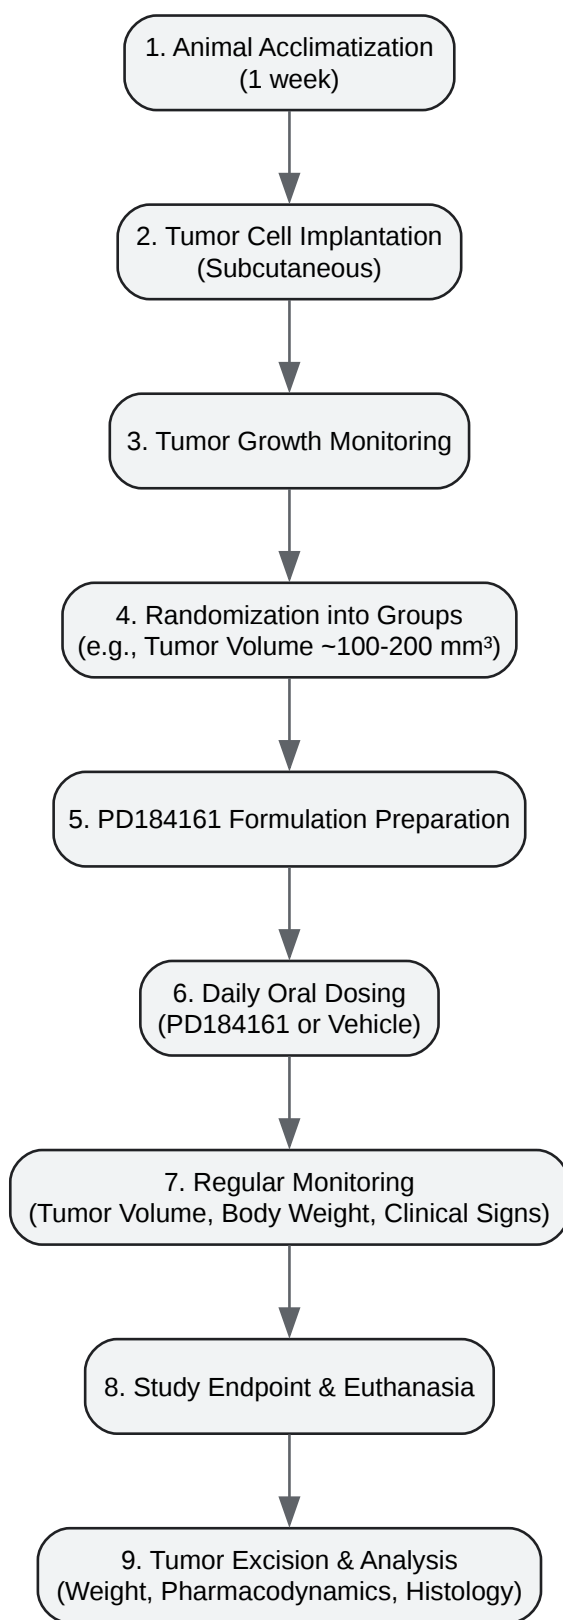 1. Animal Acclimatization
(1 week)
2. Tumor Cell Implantation
(Subcutaneous)
3. Tumor Growth Monitoring
4. Randomization into Groups
(e.g., Tumor Volume ~100-200 mm³)
5. PD184161 Formulation Preparation
6. Daily Oral Dosing
(PD184161 or Vehicle)
7. Regular Monitoring
(Tumor Volume, Body Weight, Clinical Signs)
8. Study Endpoint & Euthanasia
9. Tumor Excision & Analysis
(Weight, Pharmacodynamics, Histology)